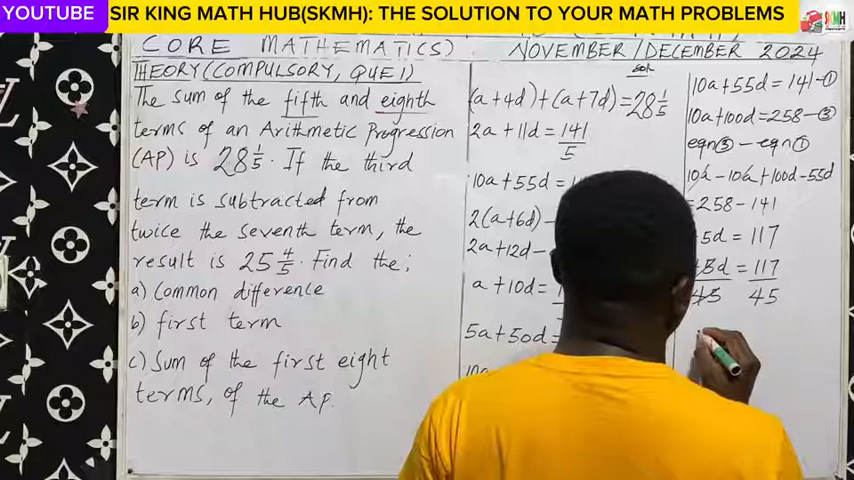 YOUTUBE
SIR KING MATH HUB(SKMH): THE SOLUTION TO YOUR MATH PROBLEMS
CORE MATHEMATICS) NOVEMBER/DECEMBER 2024
THEORY (COMPULSORY, QUE 1)
The sum of the fifth and eighth
terms of an Arithmetic Progression
(AP) is 28 1/5. If the third
term is subtracted from
twice the seventh term, the
result is 25 4/5. Find the;
a) Common difference
b) first term
c) Sum of the first eight
terms, of the AP.
(a+4d)+(a+7d)=28 1/5
2a+11d=141/5
10a+55d=
2(a+6d)-
2a+12d-
a+10d=
5a+50d=
10a+55d=141-①
10a+100d=258-③
eqn③-eqn①
10a-10a+100d-55d
=258-141
5d=117
45d/45=117/45